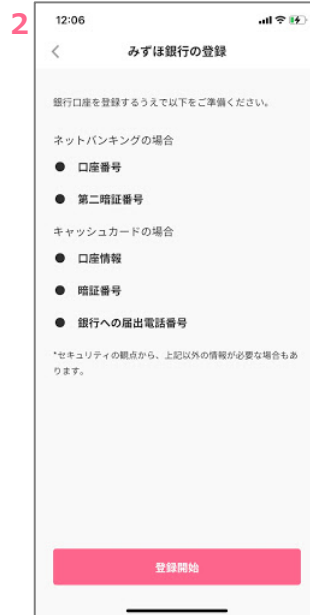 2
12:06
みずほ銀行の登録
銀行口座を登録するうえで以下をご準備ください。
ネットバンキングの場合
● 口座番号
● 第二暗証番号
キャッシュカードの場合
● 口座情報
● 暗証番号
● 銀行への届出電話番号
*セキュリティの観点から、上記以外の情報が必要な場合もあ
ります。
登録開始